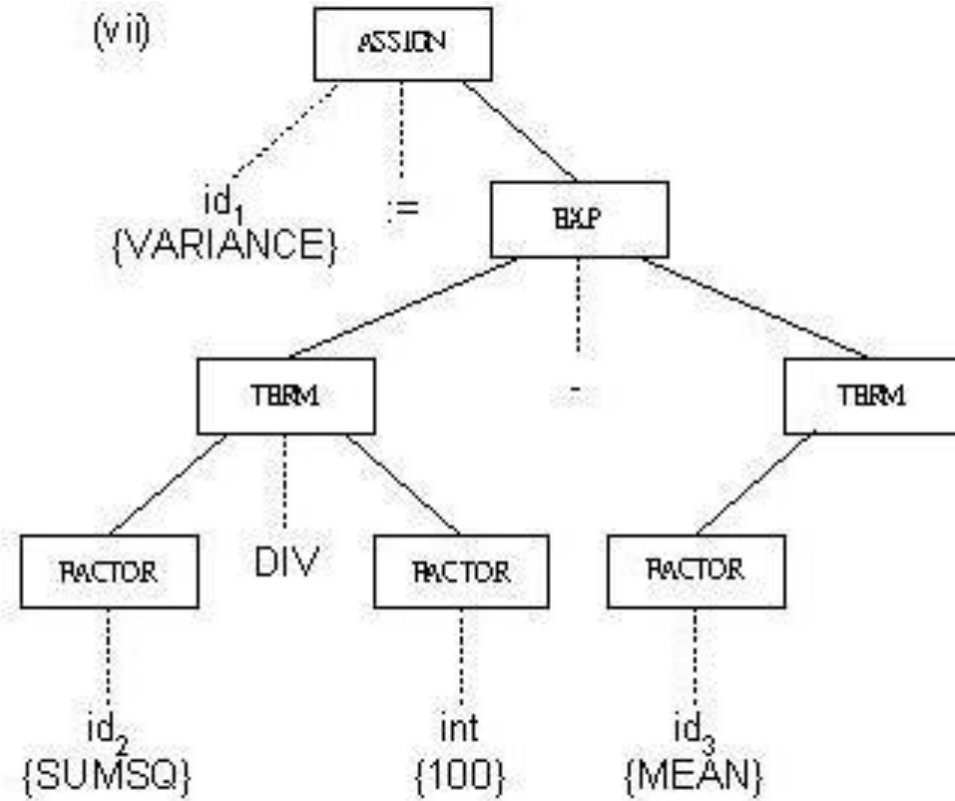 (vii)
ASSIGN
id₁ :=
{VARIANCE}
EXP
TERM - TERM
FACTOR DIV FACTOR FACTOR
id₂ int id₃
{SUMSQ} {100} {MEAN}